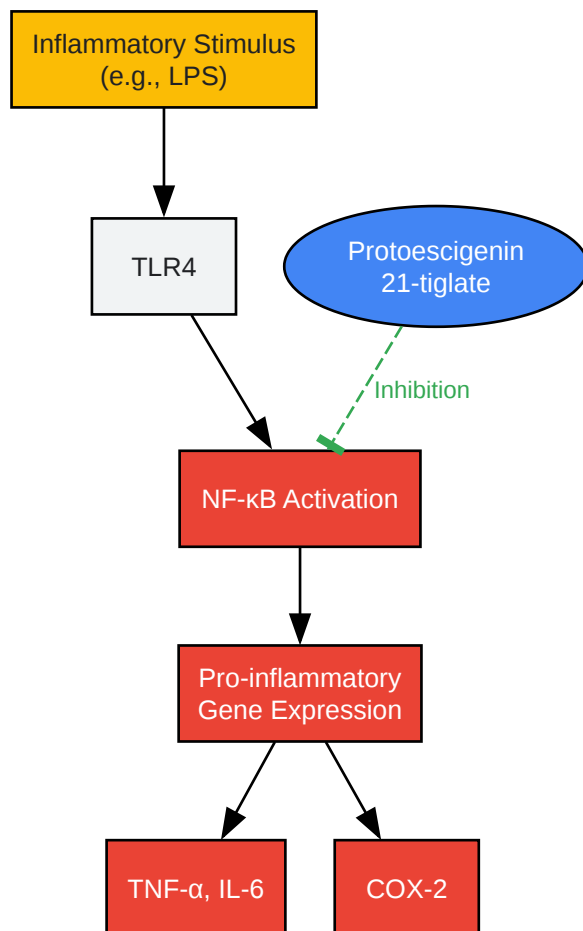 Inflammatory Stimulus
(e.g., LPS)
TLR4
Protoescigenin
21-tiglate
Inhibition
NF-κB Activation
Pro-inflammatory
Gene Expression
TNF-α, IL-6
COX-2